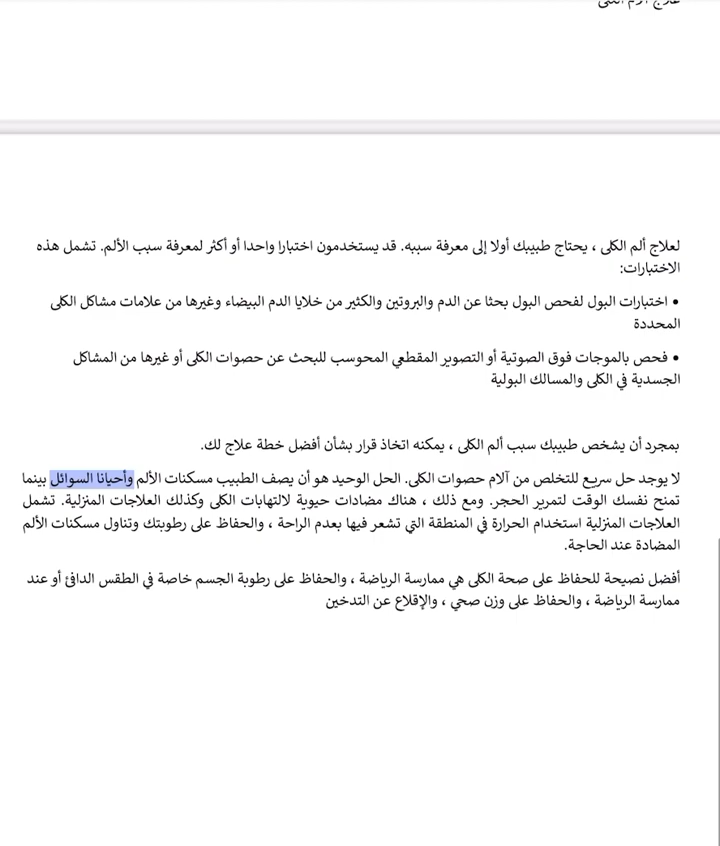 علاج آلام الكلى
لعلاج ألم الكلى ، يحتاج طبيبك أولا إلى معرفة سببه. قد يستخدمون اختبارا واحدا أو أكثر لمعرفة سبب الألم. تشمل هذه
الاختبارات:
• اختبارات البول لفحص البول بحثا عن الدم والبروتين والكثير من خلايا الدم البيضاء وغيرها من علامات مشاكل الكلى
المحددة
• فحص بالموجات فوق الصوتية أو التصوير المقطعي المحوسب للبحث عن حصوات الكلى أو غيرها من المشاكل
الجسدية في الكلى والمسالك البولية
بمجرد أن يشخص طبيبك سبب ألم الكلى ، يمكنه اتخاذ قرار بشأن أفضل خطة علاج لك.
لا يوجد حل سريع للتخلص من آلام حصوات الكلى. الحل الوحيد هو أن يصف الطبيب مسكنات الألم وأحيانا السوائل بينما
تمنح نفسك الوقت لتمرير الحجر. ومع ذلك ، هناك مضادات حيوية لالتهابات الكلى وكذلك العلاجات المنزلية. تشمل
العلاجات المنزلية استخدام الحرارة في المنطقة التي تشعر فيها بعدم الراحة ، والحفاظ على رطوبتك وتناول مسكنات الألم
المضادة عند الحاجة.
أفضل نصيحة للحفاظ على صحة الكلى هي ممارسة الرياضة ، والحفاظ على رطوبة الجسم خاصة في الطقس الدافئ أو عند
ممارسة الرياضة ، والحفاظ على وزن صحي ، والإقلاع عن التدخين